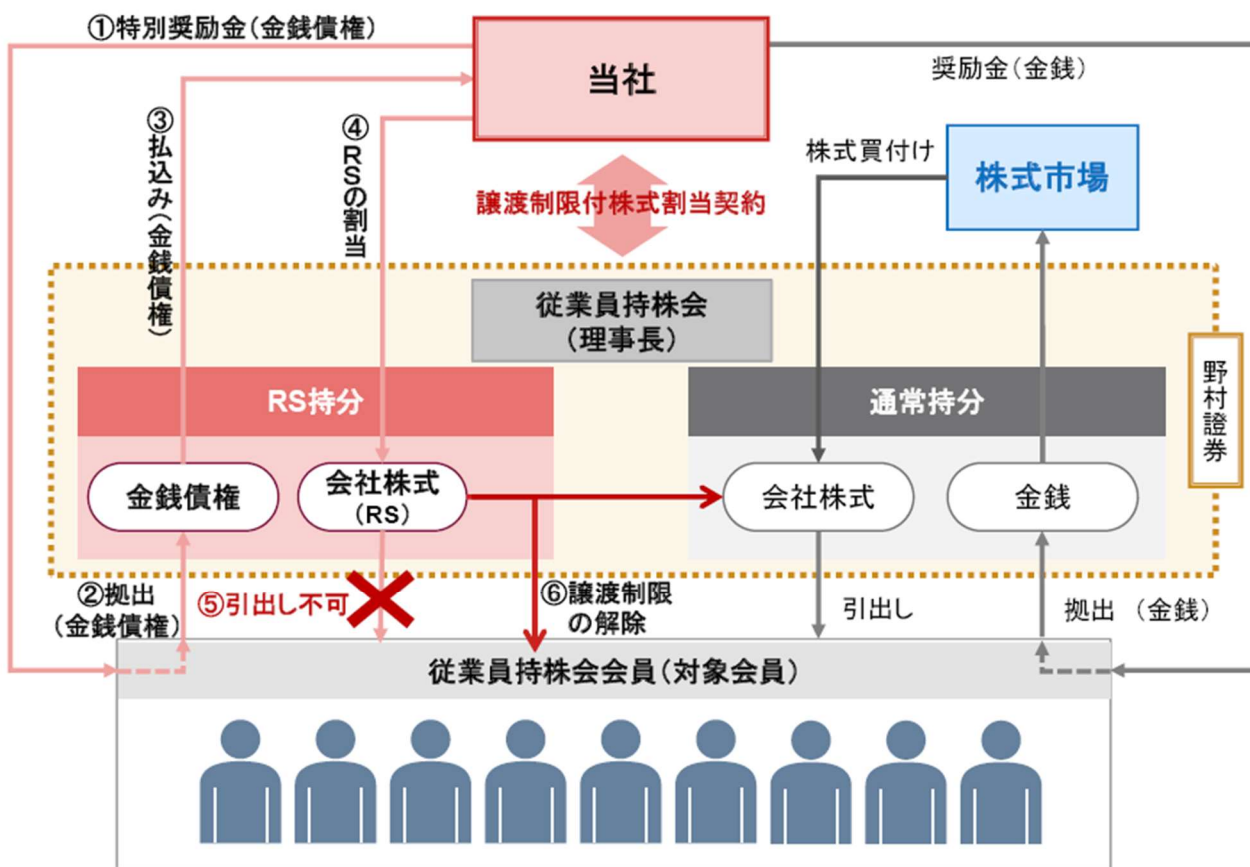 ①特別奨励金(金銭債権)
当社
奨励金(金銭)
③払込み(金銭債権)
④RSの割当
株式買付け
株式市場
譲渡制限付株式割当契約
従業員持株会
(理事長)
野村證券
RS持分
通常持分
金銭債権
会社株式
(RS)
会社株式
金銭
②拠出
(金銭債権)
⑤引出し不可
⑥譲渡制限
の解除
引出し
拠出 (金銭)
従業員持株会会員(対象会員)